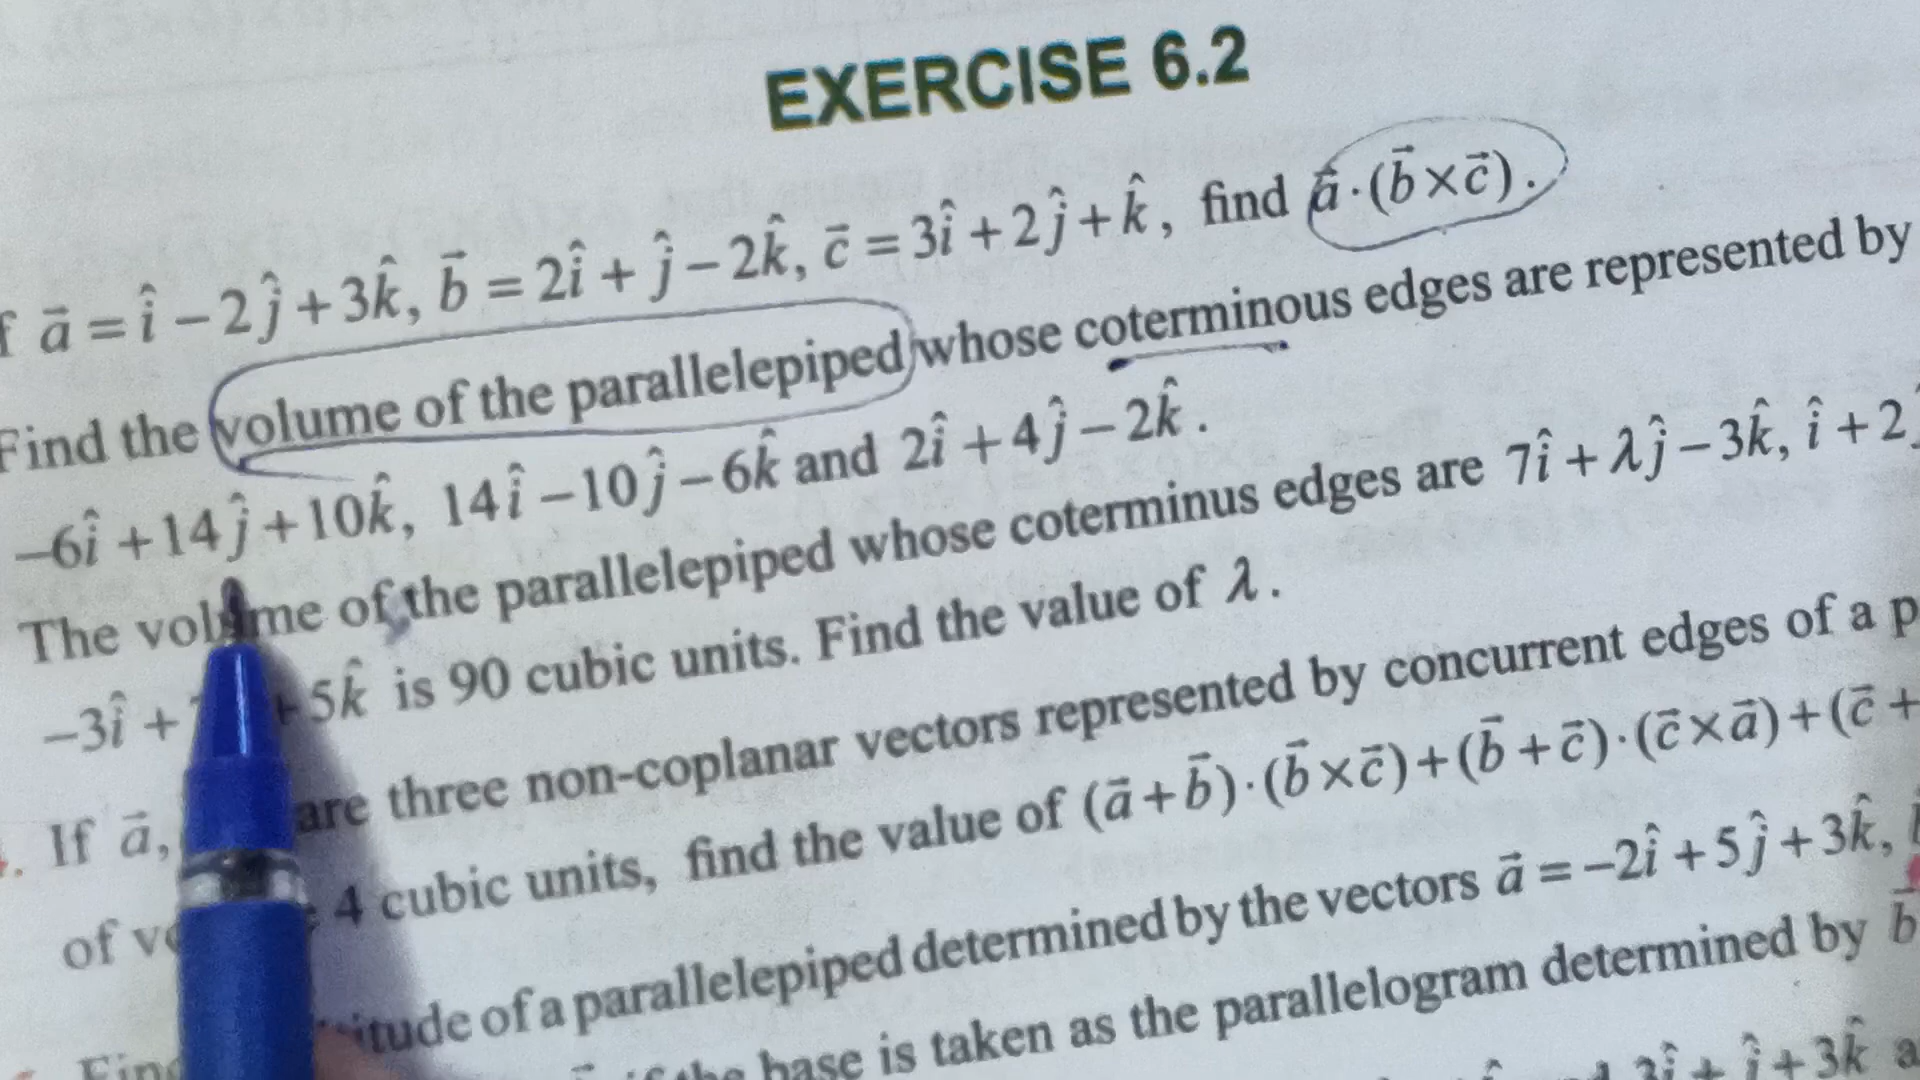 EXERCISE 6.2
f a⃗ = î − 2ĵ + 3k̂, b⃗ = 2î + ĵ − 2k̂, c⃗ = 3î + 2ĵ + k̂, find a⃗·(b⃗×c⃗).
Find the volume of the parallelepiped whose coterminous edges are represented by
−6î + 14ĵ + 10k̂, 14î − 10ĵ − 6k̂ and 2î + 4ĵ − 2k̂.
The volume of the parallelepiped whose coterminus edges are 7î + λĵ − 3k̂, î + 2
−3î + + 5k̂ is 90 cubic units. Find the value of λ.
. If a⃗, are three non-coplanar vectors represented by concurrent edges of a p
of 4 cubic units, find the value of (a⃗ + b⃗)·(b⃗×c⃗) + (b⃗ + c⃗)·(c⃗×a⃗) + (c⃗ +
of a parallelepiped determined by the vectors a⃗ = −2î + 5ĵ + 3k̂,
the base is taken as the parallelogram determined by b⃗
î + ĵ + 3k̂ a